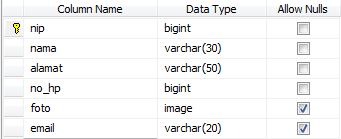 Column Name Data Type Allow Nulls
nip bigint
nama varchar(30)
alamat varchar(50)
no_hp bigint
foto image
email varchar(20)